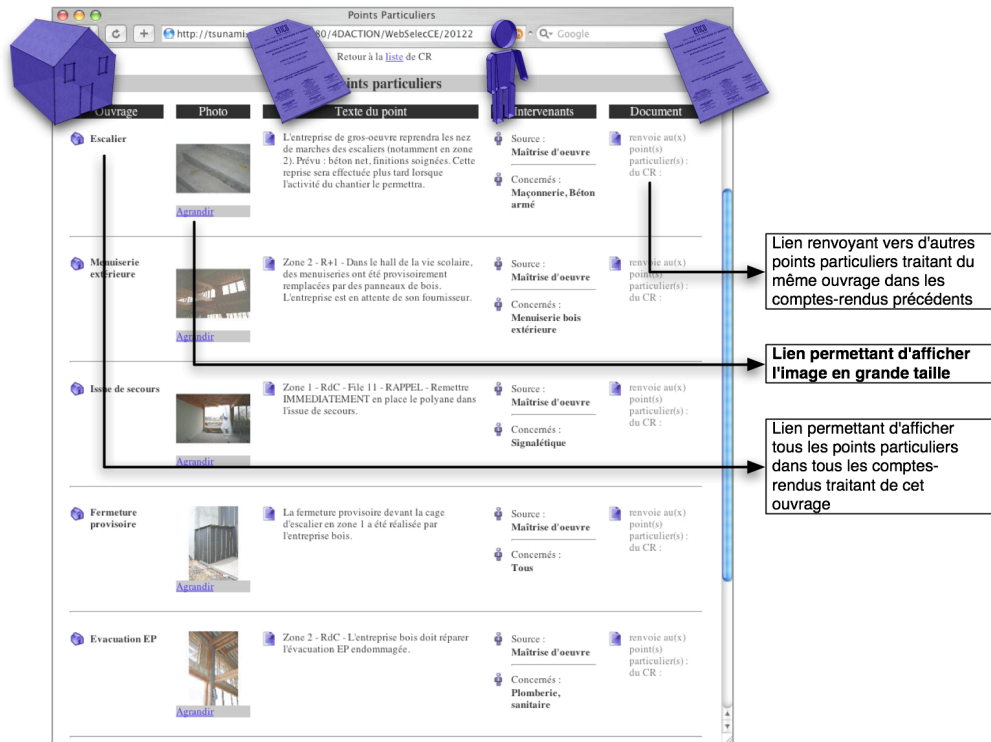 Points Particuliers
http://tsunami
80/4DACTION/WebSelecCE/20122
Google
Retour à la liste de CR
ints particuliers
Ouvrage Photo Texte du point Intervenants Document
Escalier
Agrandir
L'entreprise de gros-oeuvre reprendra les nez
de marches des escaliers (notamment en zone
2). Prévu : béton net, finitions soignées. Cette
reprise sera effectuée plus tard lorsque
l'activité du chantier le permettra.
Source :
Maîtrise d'oeuvre
Concernés :
Maçonnerie, Béton
armé
renvoie au(x)
point(s)
particulier(s) :
du CR :
Menuiserie
extérieure
Agrandir
Zone 2 - R+1 - Dans le hall de la vie scolaire,
des menuiseries ont été provisoirement
remplacées par des panneaux de bois.
L'entreprise est en attente de son fournisseur.
Source :
Maîtrise d'oeuvre
Concernés :
Menuiserie bois
extérieure
renvoie au(x)
point(s)
particulier(s) :
du CR :
Issue de secours
Agrandir
Zone 1 - RdC - File 11 - RAPPEL - Remettre
IMMEDIATEMENT en place le polyane dans
l'issue de secours.
Source :
Maîtrise d'oeuvre
Concernés :
Signalétique
renvoie au(x)
point(s)
particulier(s) :
du CR :
Fermeture
provisoire
Agrandir
La fermeture provisoire devant la cage
d'escalier en zone 1 a été réalisée par
l'entreprise bois.
Source :
Maîtrise d'oeuvre
Concernés :
Tous
renvoie au(x)
point(s)
particulier(s) :
du CR :
Evacuation EP
Agrandir
Zone 2 - RdC - L'entreprise bois doit réparer
l'évacuation EP endommagée.
Source :
Maîtrise d'oeuvre
Concernés :
Plomberie,
sanitaire
renvoie au(x)
point(s)
particulier(s) :
du CR :
Lien renvoyant vers d'autres
points particuliers traitant du
même ouvrage dans les
comptes-rendus précédents
Lien permettant d'afficher
l'image en grande taille
Lien permettant d'afficher
tous les points particuliers
dans tous les comptes-
rendus traitant de cet
ouvrage